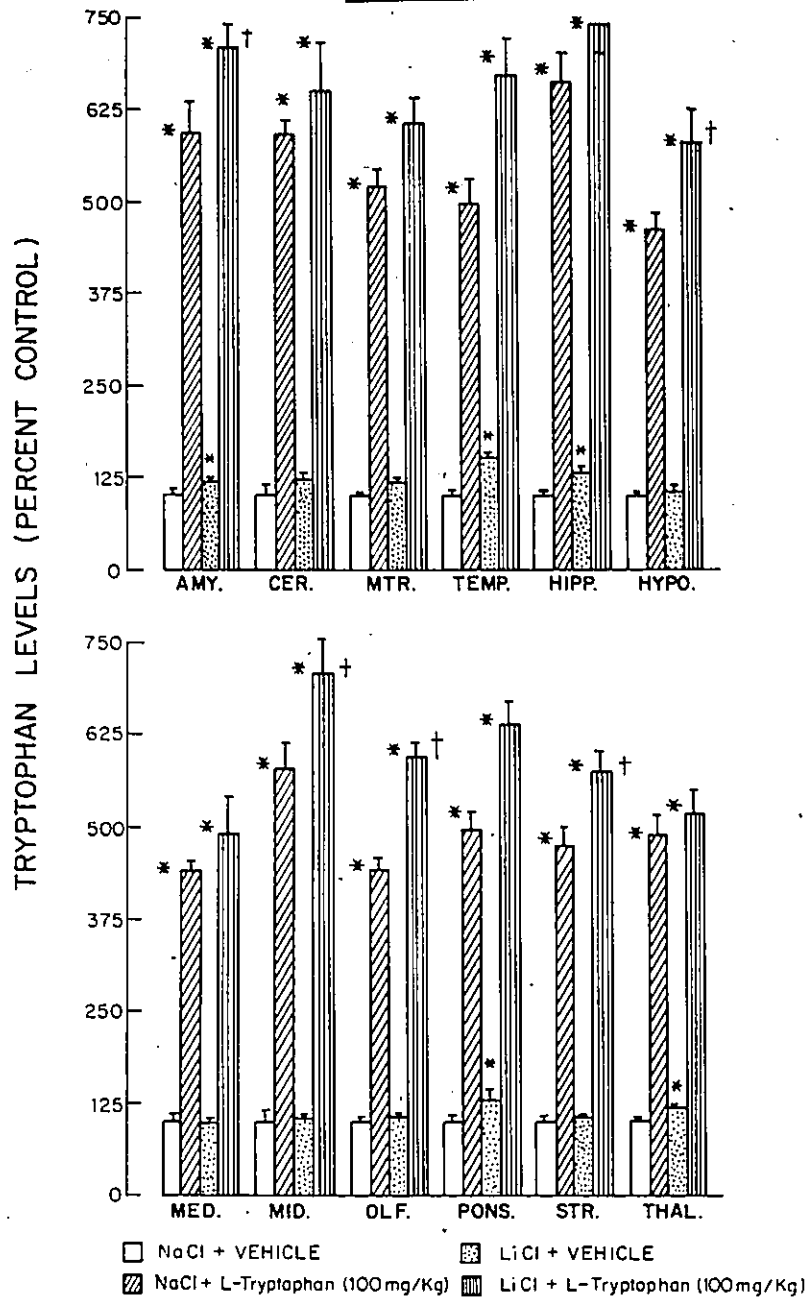 TRYPTOPHAN LEVELS (PERCENT CONTROL)
750
625
500
375
250
125
0
* * † * * * * * * * * * † * * *
AMY. CER. MTR. TEMP. HIPP. HYPO.
750
625
500
375
250
125
0
* * * * † * * † * * * * * † * * *
MED. MID. OLF. PONS. STR. THAL.
NaCl + VEHICLE LiCl + VEHICLE
NaCl + L-Tryptophan (100mg/Kg) LiCl + L-Tryptophan (100mg/Kg)